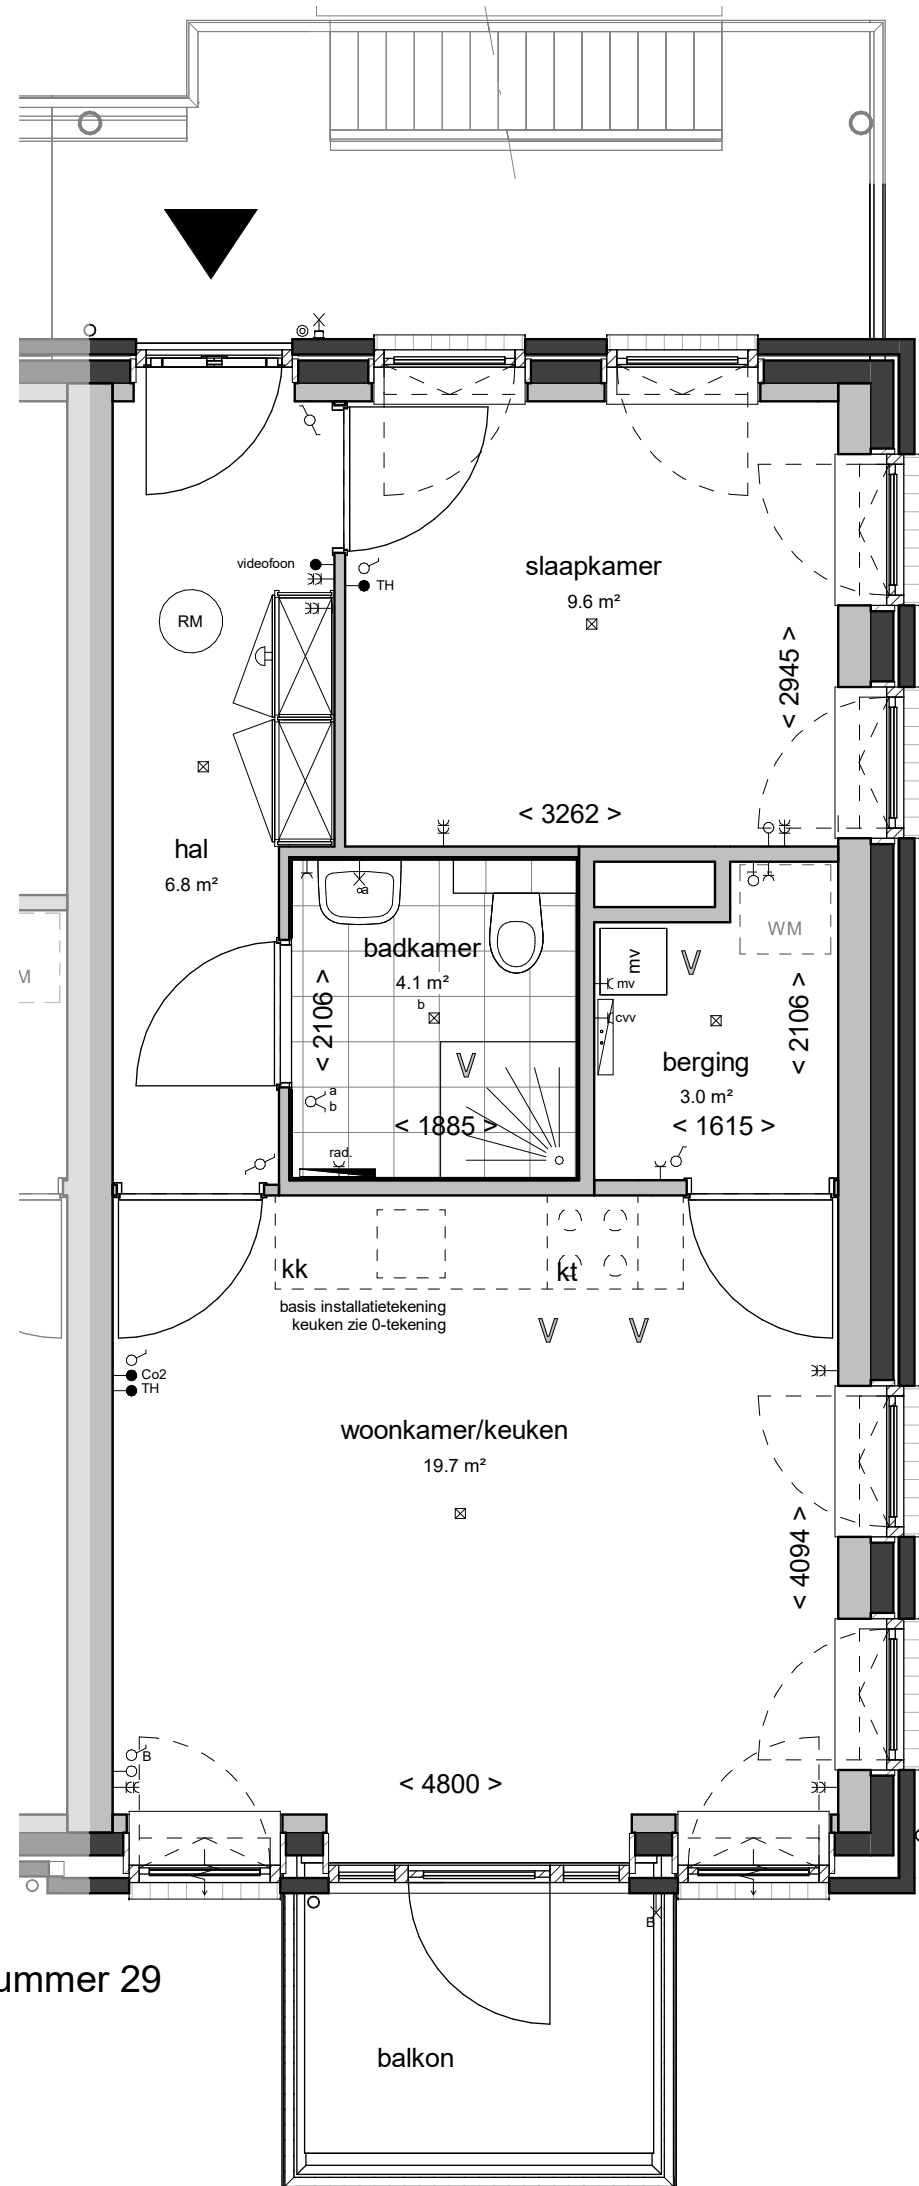 videofoon
TH
RM
slaapkamer
9.6 m²
< 2945 >
< 3262 >
hal
6.8 m²
a
badkamer
4.1 m²
b
< 2106 >
a
b
< 1885 >
rad.
WM
mv
mv
cvv
V
V
berging
3.0 m²
< 2106 >
< 1615 >
M
kk
kt
basis installatietekening
keuken zie 0-tekening
V
V
Co2
TH
woonkamer/keuken
19.7 m²
< 4094 >
B
< 4800 >
B
ummer 29
balkon